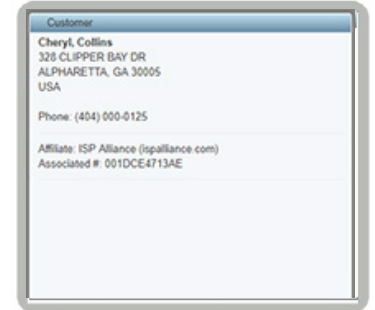 Customer
Cheryl, Collins
328 CLIPPER BAY DR
ALPHARETTA, GA 30005
USA
Phone: (404) 000-0125
Affiliate: ISP Alliance (ispalliance.com)
Associated #: 001DCE4713AE